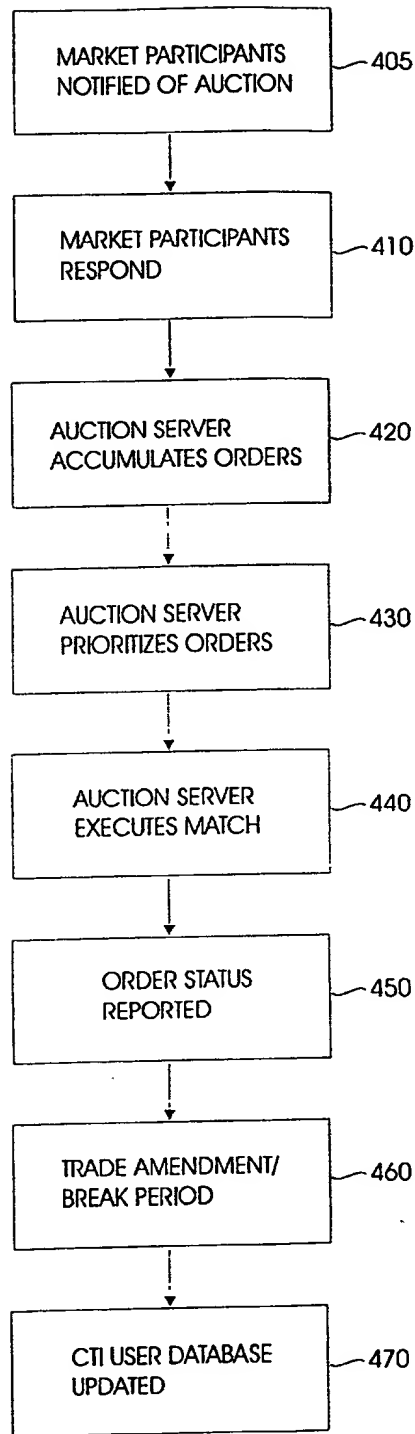 MARKET PARTICIPANTS
NOTIFIED OF AUCTION
405
MARKET PARTICIPANTS
RESPOND
410
AUCTION SERVER
ACCUMULATES ORDERS
420
AUCTION SERVER
PRIORITIZES ORDERS
430
AUCTION SERVER
EXECUTES MATCH
440
ORDER STATUS
REPORTED
450
TRADE AMENDMENT/
BREAK PERIOD
460
CTI USER DATABASE
UPDATED
470